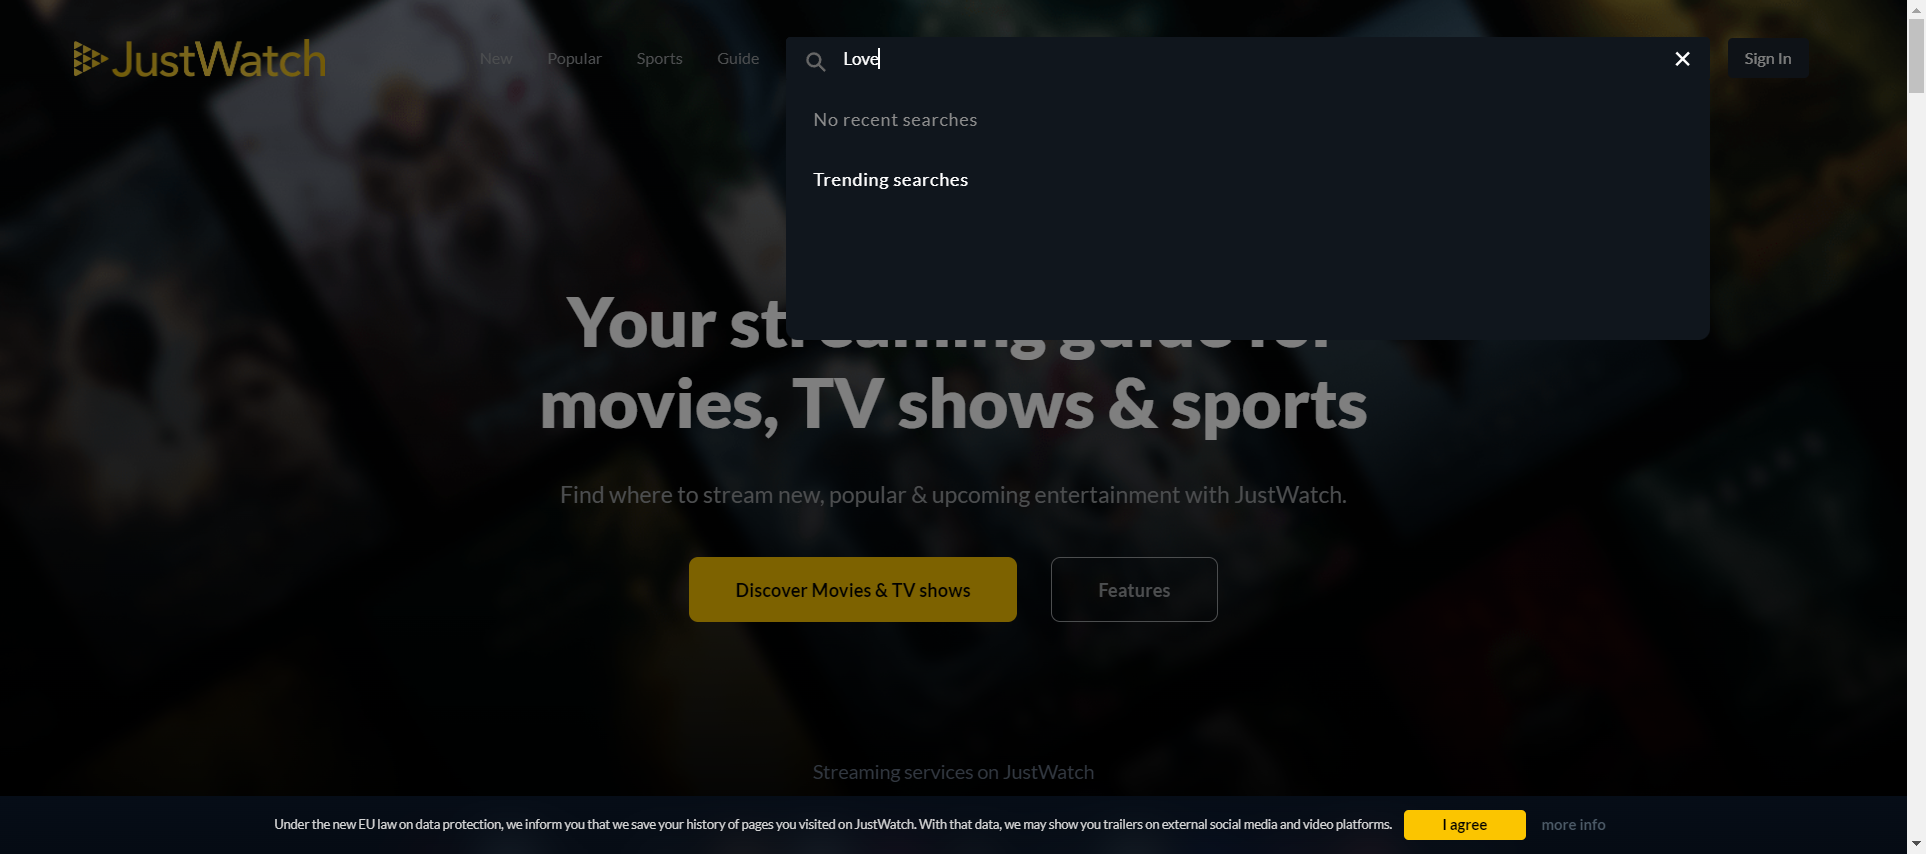 JustWatch
New
Popular
Sports
Guide
Love
Sign In
No recent searches
Trending searches
Your streaming guide for
movies, TV shows & sports
Find where to stream new, popular & upcoming entertainment with JustWatch.
Discover Movies & TV shows
Features
Streaming services on JustWatch
Under the new EU law on data protection, we inform you that we save your history of pages you visited on JustWatch. With that data, we may show you trailers on external social media and video platforms.
I agree
more info